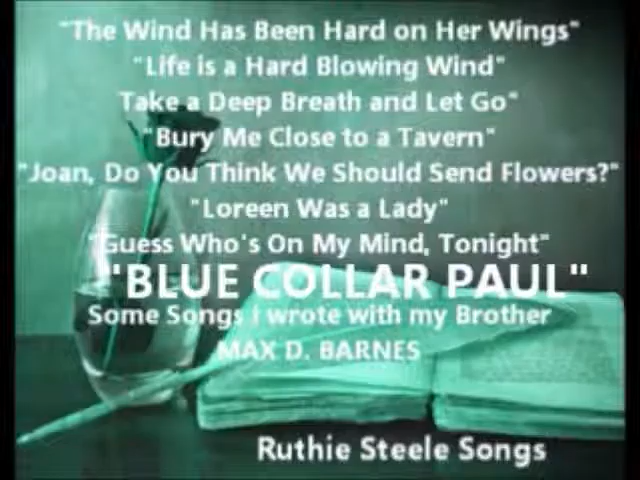 "The Wind Has Been Hard on Her Wings"
"Life is a Hard Blowing Wind"
Take a Deep Breath and Let Go"
"Bury Me Close to a Tavern"
"Joan, Do You Think We Should Send Flowers?"
"Loreen Was a Lady"
"Guess Who's On My Mind, Tonight"
"BLUE COLLAR PAUL"
Some Songs i wrote with my Brother
MAX D. BARNES
Ruthie Steele Songs